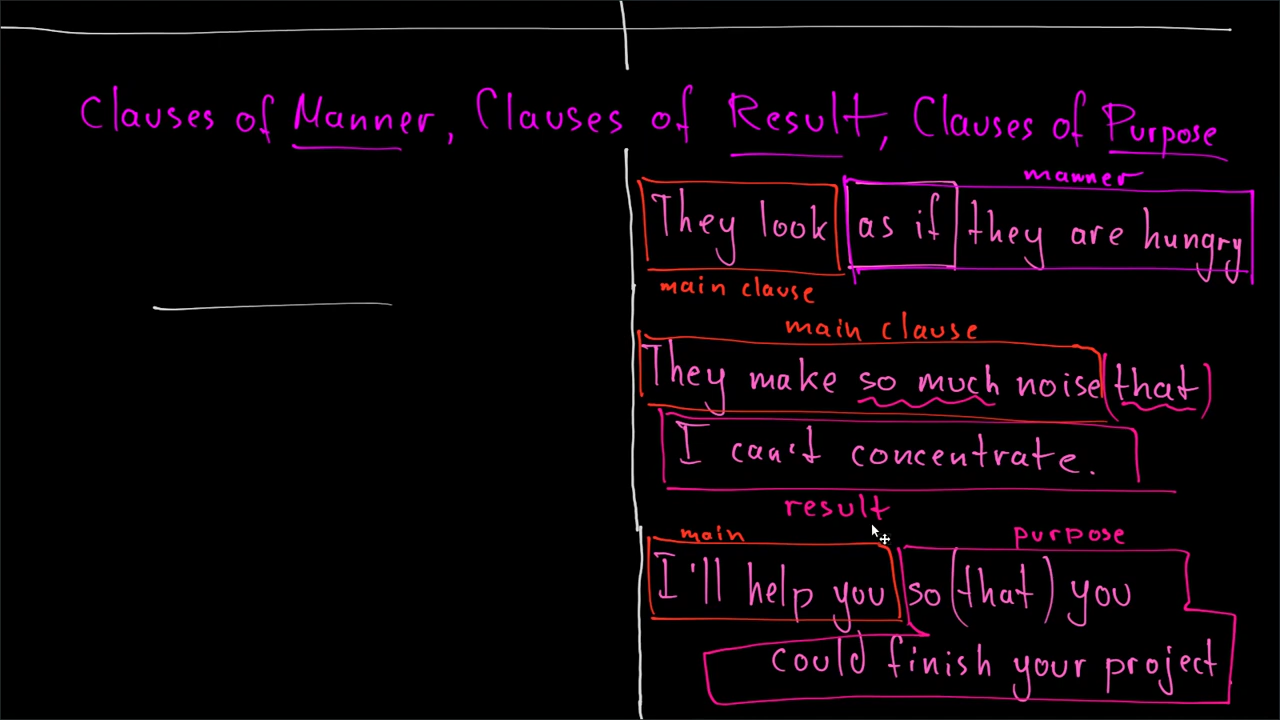 Clauses of Manner, Clauses of Result, Clauses of Purpose
manner
They look as if they are hungry
main clause
main clause
They make so much noise (that)
I can't concentrate.
result
main purpose
I'll help you so (that) you
could finish your project